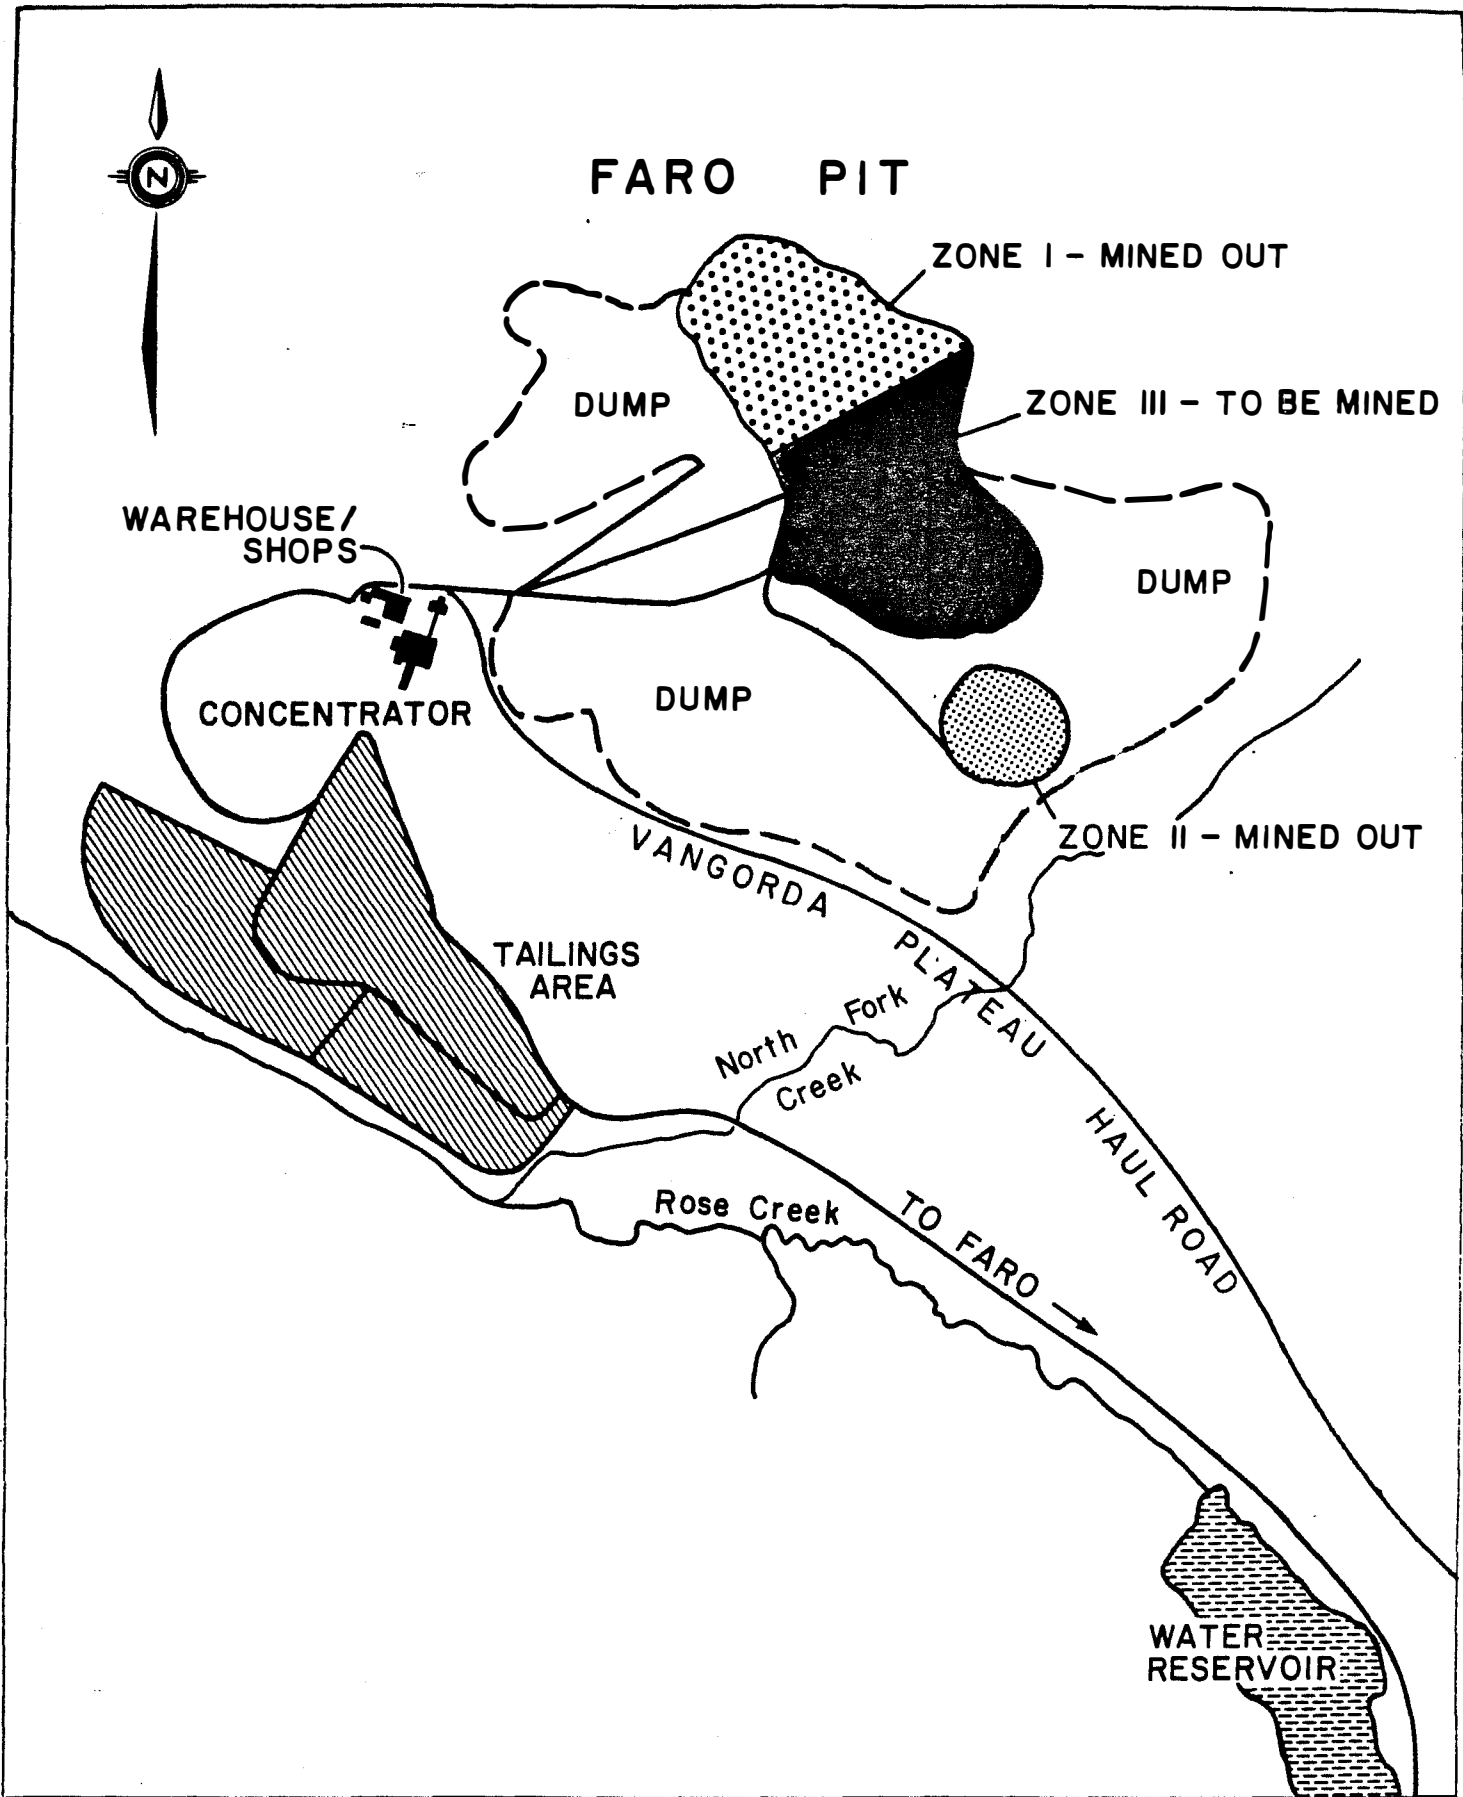 N
FARO PIT
ZONE I - MINED OUT
DUMP
ZONE III - TO BE MINED
WAREHOUSE/
SHOPS
DUMP
DUMP
CONCENTRATOR
ZONE II - MINED OUT
VANGORDA PLATEAU HAUL ROAD
TAILINGS
AREA
North Fork
Creek
Rose Creek
TO FARO
WATER
RESERVOIR